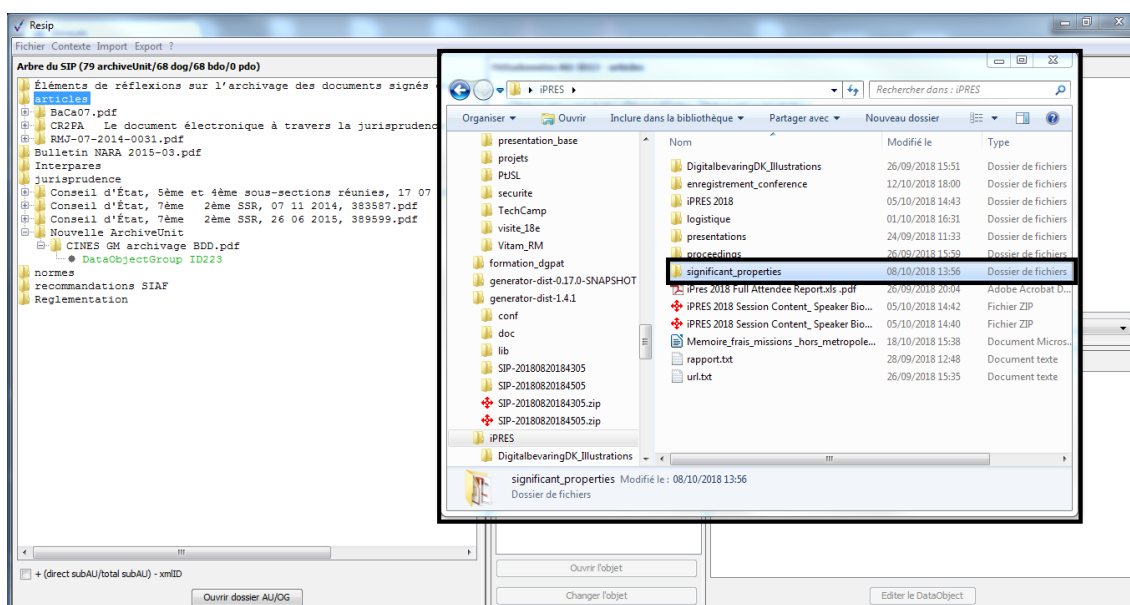 Resip
Fichier Contexte Import Export ?
Arbre du SIP (79 archiveUnit/68 dog/68 bdo/0 pdo)
Éléments de réflexions sur l'archivage des documents signés
articles
BaCa07.pdf
CR2PA Le document électronique à travers la jurisprudenc
RMJ-07-2014-0031.pdf
Bulletin NARA 2015-03.pdf
Interpares
jurisprudence
Conseil d'État, 5ème et 4ème sous-sections réunies, 17 07
Conseil d'État, 7ème 2ème SSR, 07 11 2014, 383587.pdf
Conseil d'État, 7ème 2ème SSR, 26 06 2015, 389599.pdf
Nouvelle ArchiveUnit
CINES GM archivage BDD.pdf
DataObjectGroup ID223
normes
recommandations SIAF
Reglementation
+ (direct subAU/total subAU) - xmlID
Ouvrir dossier AU/OG
iPRES
Rechercher dans : iPRES
Organiser Ouvrir Inclure dans la bibliothèque Partager avec Nouveau dossier
presentation_base
projets
PtJSL
securite
TechCamp
visite_18e
Vitam_RM
formation_dgpat
generator-dist-0.17.0-SNAPSHOT
generator-dist-1.4.1
conf
doc
lib
SIP-20180820184305
SIP-20180820184505
SIP-20180820184305.zip
SIP-20180820184505.zip
iPRES
DigitalbevaringDK_Illustrations
Nom Modifié le Type
DigitalbevaringDK_Illustrations 26/09/2018 15:51 Dossier de fichiers
enregistrement_conference 12/10/2018 18:00 Dossier de fichiers
iPRES 2018 05/10/2018 14:43 Dossier de fichiers
logistique 01/10/2018 16:31 Dossier de fichiers
presentations 24/09/2018 11:33 Dossier de fichiers
proceedings 26/09/2018 15:59 Dossier de fichiers
significant_properties 08/10/2018 13:56 Dossier de fichiers
iPres 2018 Full Attendee Report.xls .pdf 26/09/2018 20:04 Adobe Acrobat D...
iPRES 2018 Session Content_ Speaker Bio... 05/10/2018 14:42 Fichier ZIP
iPRES 2018 Session Content_ Speaker Bio... 05/10/2018 14:40 Fichier ZIP
Memoire_frais_missions _hors_metropole... 18/10/2018 15:38 Document Micros...
rapport.txt 28/09/2018 12:48 Document texte
url.txt 26/09/2018 15:35 Document texte
significant_properties Modifié le : 08/10/2018 13:56
Dossier de fichiers
Ouvrir l'objet
Changer l'objet
Editer le DataObject